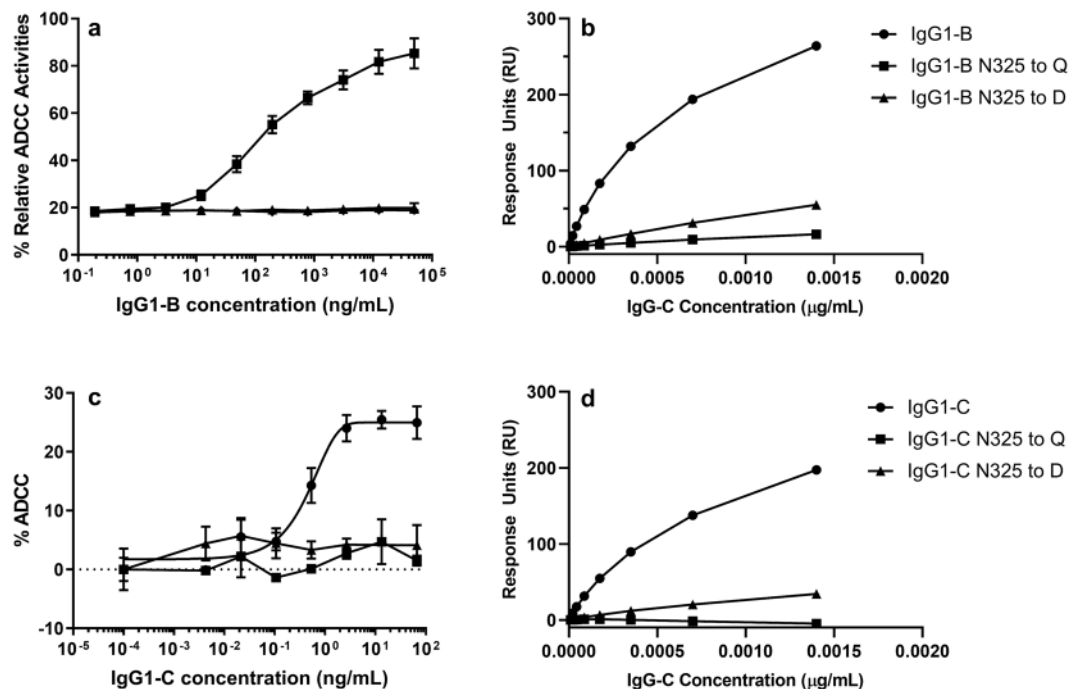 a
% Relative ADCC Activities
100
80
60
40
20
0
10-1 100 101 102 103 104 105
IgG1-B concentration (ng/mL)
b
Response Units (RU)
300
200
100
0
0.0000 0.0005 0.0010 0.0015 0.0020
IgG-C Concentration (μg/mL)
IgG1-B
IgG1-B N325 to Q
IgG1-B N325 to D
c
% ADCC
30
20
10
0
-10
10-5 10-4 10-3 10-2 10-1 100 101 102
IgG1-C concentration (ng/mL)
d
Response Units (RU)
300
200
100
0
0.0000 0.0005 0.0010 0.0015 0.0020
IgG-C Concentration (μg/mL)
IgG1-C
IgG1-C N325 to Q
IgG1-C N325 to D